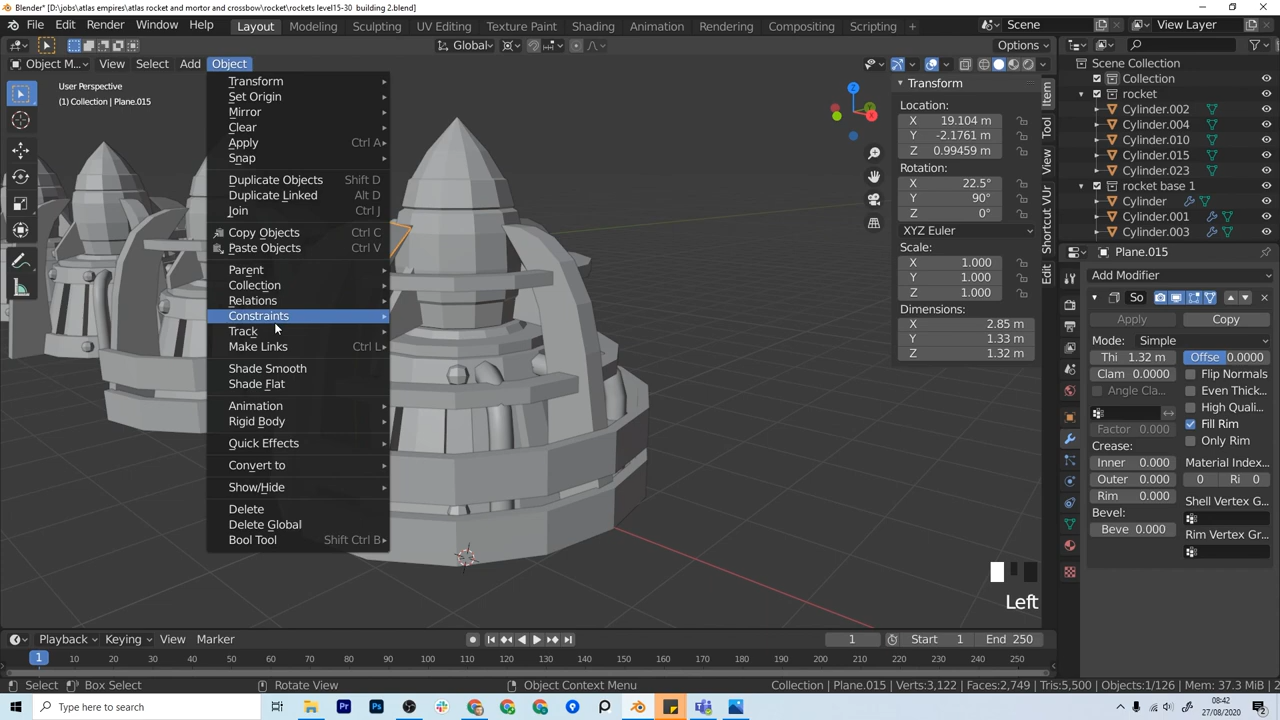 Blender* [D:\jobs\atlas empires\atlas rocket and mortor and crossbow\rocket\rockets level15-30 building 2.blend]
File Edit Render Window Help Layout Modeling Sculpting UV Editing Texture Paint Shading Animation Rendering Compositing Scripting Scene View Layer
Global Options
Object M... View Select Add Object
User Perspective
(1) Collection | Plane.015
Transform
Set Origin
Mirror
Clear
Apply Ctrl A
Snap
Duplicate Objects Shift D
Duplicate Linked Alt D
Join Ctrl J
Copy Objects Ctrl C
Paste Objects Ctrl V
Parent
Collection
Relations
Constraints
Track
Make Links Ctrl L
Shade Smooth
Shade Flat
Animation
Rigid Body
Quick Effects
Convert to
Show/Hide
Delete
Delete Global
Bool Tool Shift Ctrl B
Z
Y
X
Transform
Location:
X 19.104 m
Y -2.1761 m
Z 0.99459 m
Rotation:
X 22.5°
Y 90°
Z 0°
XYZ Euler
Scale:
X 1.000
Y 1.000
Z 1.000
Dimensions:
X 2.85 m
Y 1.33 m
Z 1.32 m
Item
Tool
View
Shortcut VUr
Edit
Scene Collection
Collection
rocket
Cylinder.002
Cylinder.004
Cylinder.010
Cylinder.015
Cylinder.023
rocket base 1
Cylinder
Cylinder.001
Cylinder.003
Plane.015
Add Modifier
So
Apply Copy
Mode: Simple
Thi 1.32 m Offse 0.0000
Clam 0.0000 Flip Normals
Angle Cla... Even Thick...
High Quali...
Factor 0.000 Fill Rim
Crease: Only Rim
Inner 0.000 Material Index...
Outer 0.000 0 Ri 0
Rim 0.000 Shell Vertex G...
Bevel:
Beve 0.000 Rim Vertex Gr...
Left
Playback Keying View Marker 1 Start 1 End 250
1 10 20 30 40 50 60 70 80 90 100 110 120 130 140 150 160 170 180 190 200 210 220 230 240 250
Select Box Select Rotate View Object Context Menu Collection | Plane.015 | Verts:3,122 | Faces:2,749 | Tris:5,500 | Objects:1/126 | Mem: 37.3 MiB | 2
Type here to search
08:42
27/08/2020